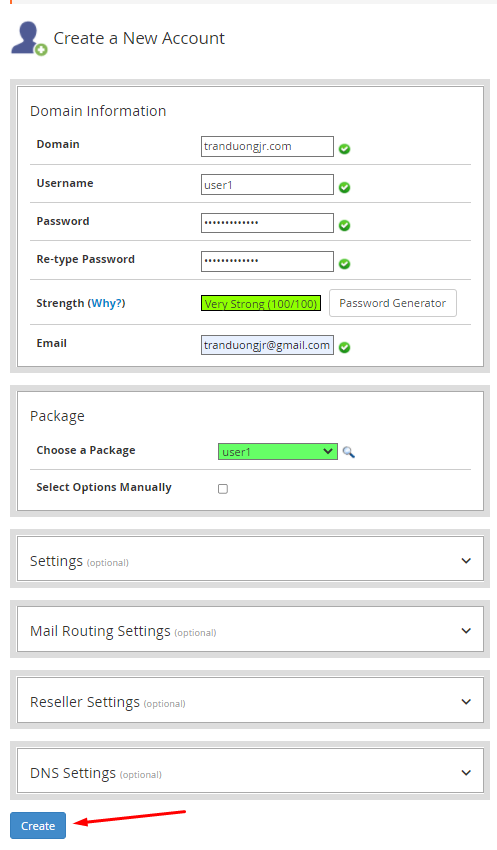 Create a New Account
Domain Information
Domain tranduongjr.com
Username user1
Password •••••••••••••
Re-type Password •••••••••••••
Strength (Why?) Very Strong (100/100) Password Generator
Email tranduongjr@gmail.com
Package
Choose a Package user1
Select Options Manually
Settings (optional)
Mail Routing Settings (optional)
Reseller Settings (optional)
DNS Settings (optional)
Create